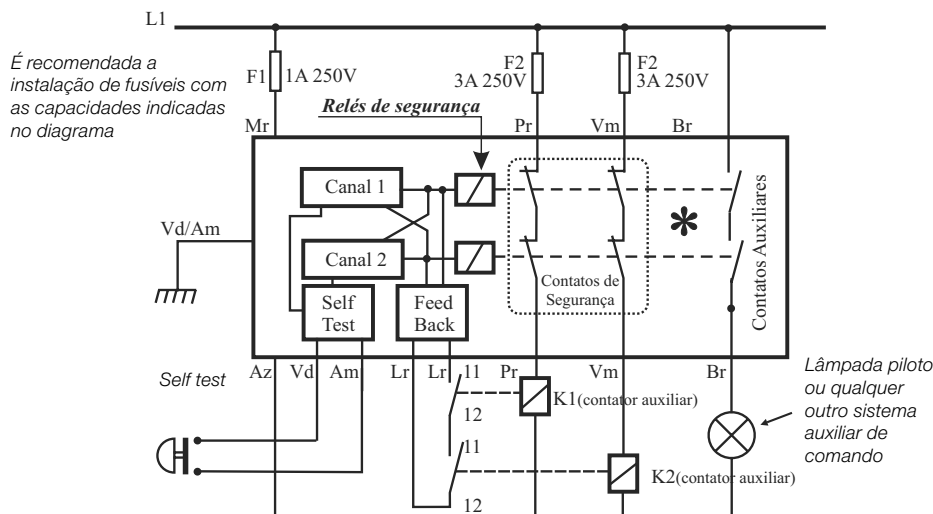 L1
É recomendada a
instalação de fusíveis com
as capacidades indicadas
no diagrama
F1 1A 250V
F2
3A 250V
F2
3A 250V
Relés de segurança
Mr
Pr
Vm
Br
Canal 1
Canal 2
Self
Test
Feed
Back
Contatos de
Segurança
*
Contatos Auxiliares
Vd/Am
Az
Vd
Am
Lr
Lr
Pr
Vm
Br
Self test
11
12
11
12
K1(contator auxiliar)
K2(contator auxiliar)
Lâmpada piloto
ou qualquer
outro sistema
auxiliar de
comando